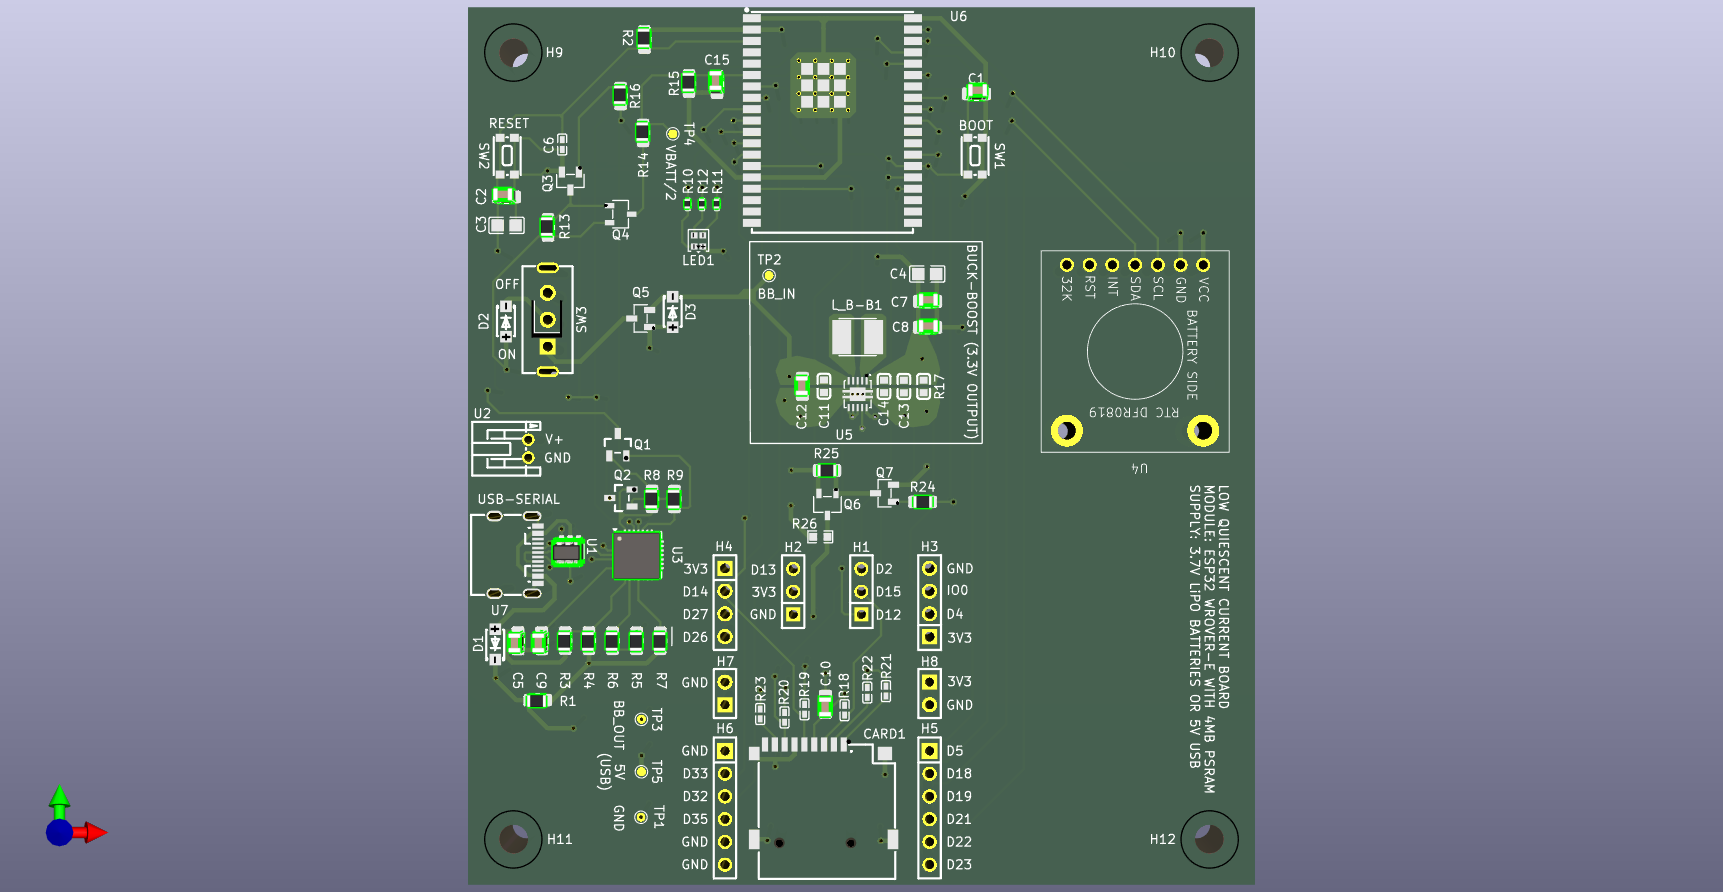 H9
R2
U6
H10
C15
R15
R16
C1
RESET
BOOT
TP4
VBATT/2
SW2
C6
Q3
R14
SW1
C2
R10
R12
R11
C3
R13
Q4
LED1
OFF
D2
ON
SW3
Q5
D3
TP2
BB_IN
C4
C7
L_B-B1
C8
BUCK-BOOST (3.3V OUTPUT)
C12
C11
C14
C13
R17
U5
32K
RST
INT
SDA
SCL
GND
VCC
BATTERY SIDE
RTC DFR0819
U4
U2
V+
GND
Q1
Q2
R8
R9
R25
Q7
R24
Q6
R26
USB-SERIAL
U1
U3
U7
H4
3V3
D14
D27
D26
H2
D13
3V3
GND
H1
D2
D15
D12
H3
GND
IO0
D4
3V3
LOW QUIESCENT CURRENT BOARD
MODULE: ESP32 WROVER-E WITH 4MB PSRAM
SUPPLY: 3.7V LiPO BATTERIES OR 5V USB
D1
C5
C9
R3
R4
R6
R5
R7
R1
H7
GND
R23
R20
R19
C10
R18
R22
R21
H8
3V3
GND
BB_OUT
TP3
5V
(USB)
TP5
GND
TP1
H6
GND
D33
D32
D35
GND
GND
CARD1
H5
D5
D18
D19
D21
D22
D23
H11
H12